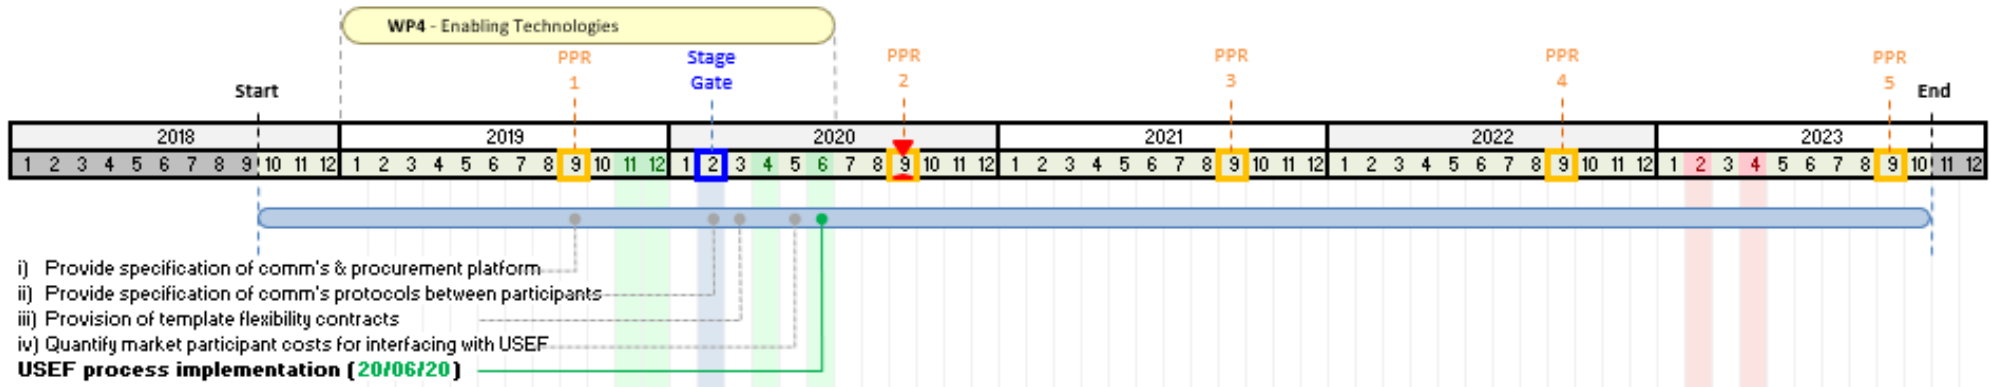 WP4 - Enabling Technologies
PPR 1
Stage Gate
PPR 2
PPR 3
PPR 4
PPR 5
Start
End
2018 2019 2020 2021 2022 2023
1 2 3 4 5 6 7 8 9 10 11 12 1 2 3 4 5 6 7 8 9 10 11 12 1 2 3 4 5 6 7 8 9 10 11 12 1 2 3 4 5 6 7 8 9 10 11 12 1 2 3 4 5 6 7 8 9 10 11 12 1 2 3 4 5 6 7 8 9 10 11 12
i) Provide specification of comm's & procurement platform
ii) Provide specification of comm's protocols between participants
iii) Provision of template flexibility contracts
iv) Quantify market participant costs for interfacing with USEF
USEF process implementation (20/06/20)